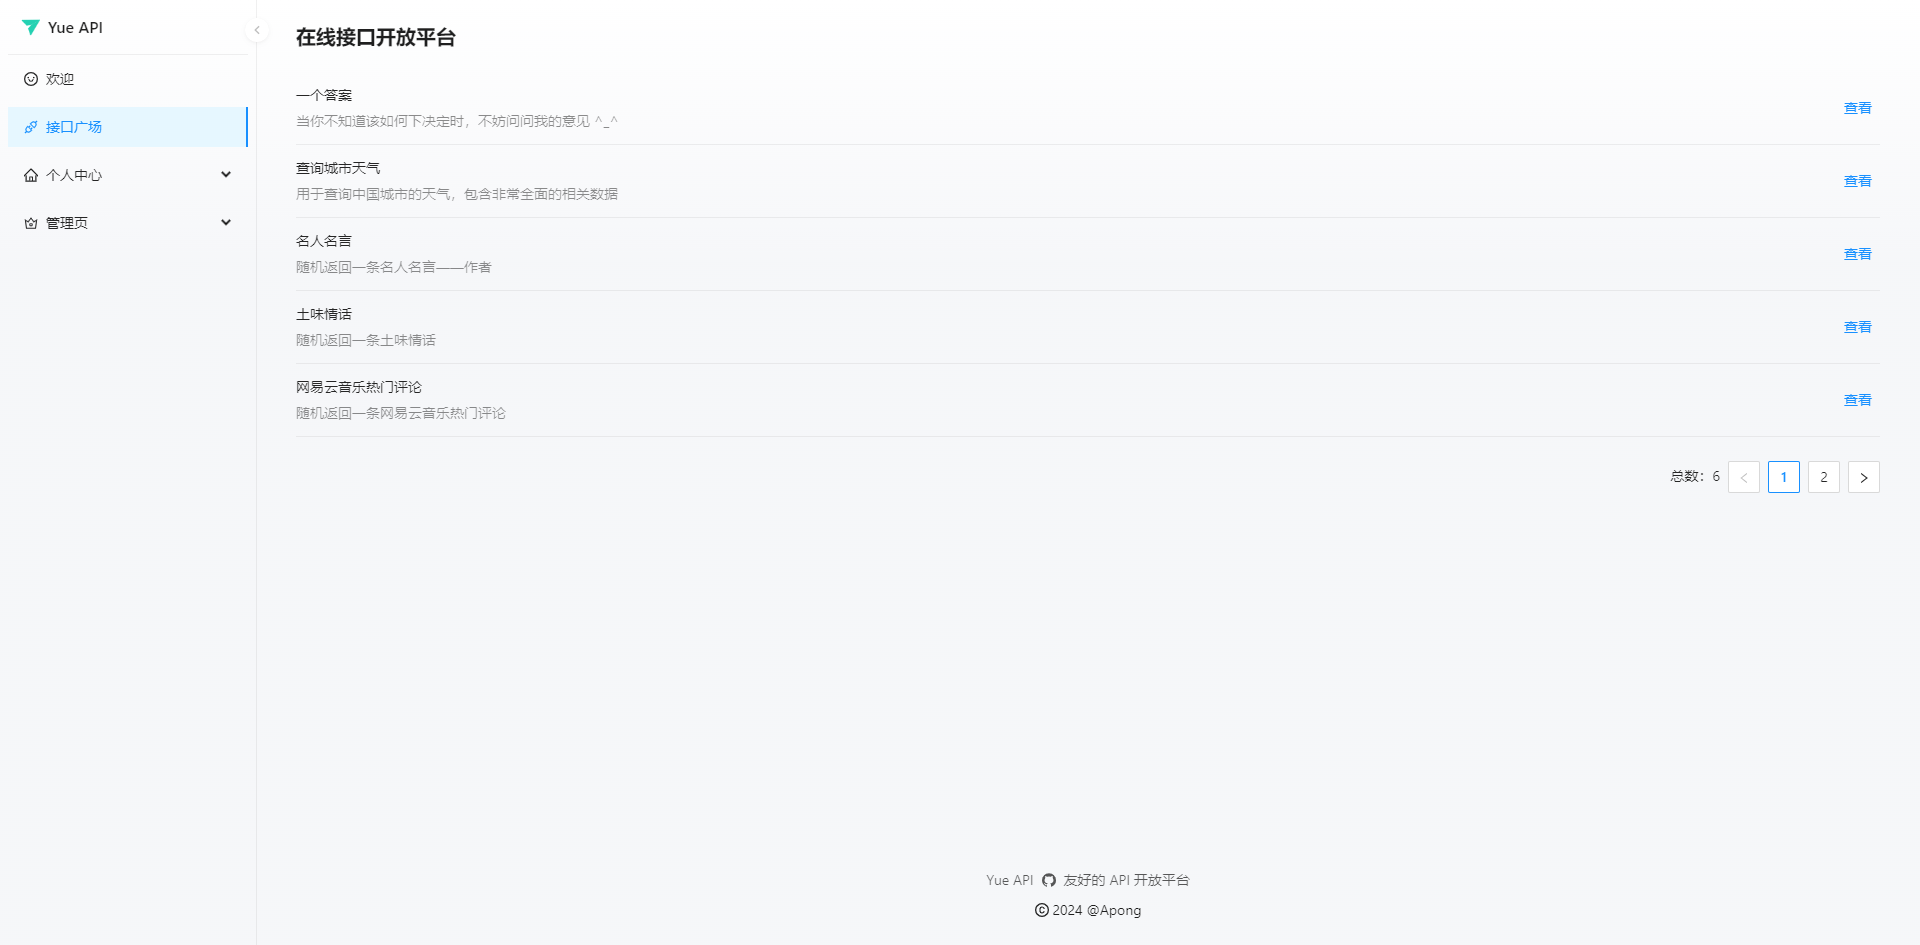 Yue API
欢迎
接口广场
个人中心
管理页
在线接口开放平台
一个答案
当你不知道该如何下决定时，不妨问问我的意见 ^_^
查看
查询城市天气
用于查询中国城市的天气，包含非常全面的相关数据
查看
名人名言
随机返回一条名人名言——作者
查看
土味情话
随机返回一条土味情话
查看
网易云音乐热门评论
随机返回一条网易云音乐热门评论
查看
总数：6 < 1 2 >
Yue API 友好的 API 开放平台
© 2024 @Apong